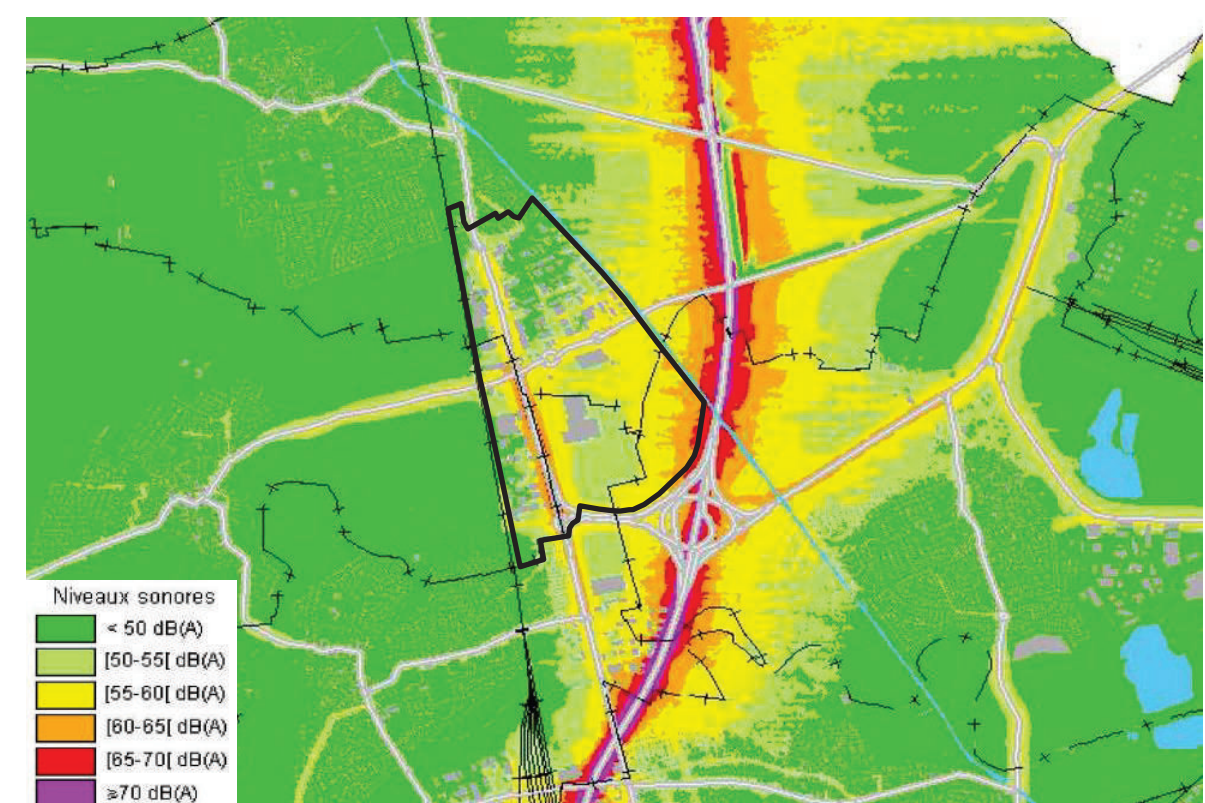 Niveaux sonores
< 50 dB(A)
[50-55[ dB(A)
[55-60[ dB(A)
[60-65[ dB(A)
[65-70[ dB(A)
⩾70 dB(A)